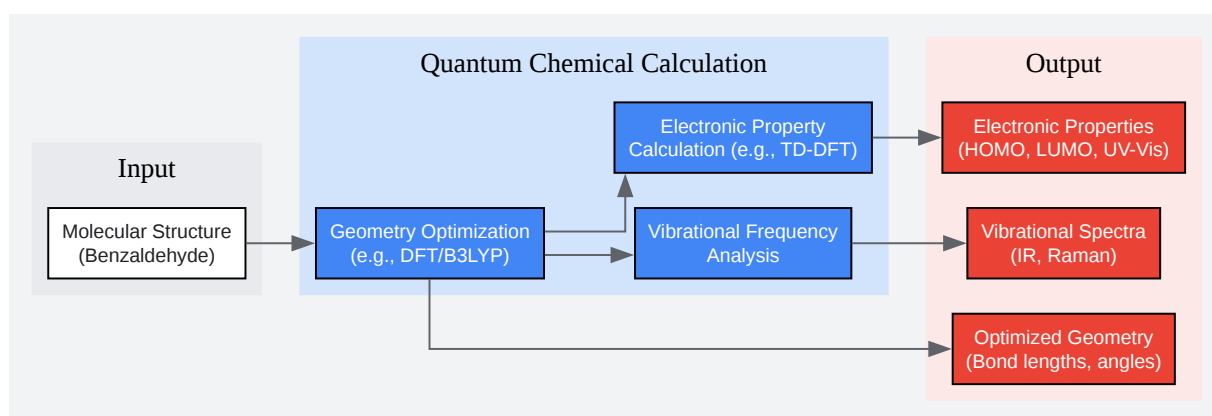 Input
Molecular Structure
(Benzaldehyde)
Quantum Chemical Calculation
Geometry Optimization
(e.g., DFT/B3LYP)
Electronic Property
Calculation (e.g., TD-DFT)
Vibrational Frequency
Analysis
Output
Electronic Properties
(HOMO, LUMO, UV-Vis)
Vibrational Spectra
(IR, Raman)
Optimized Geometry
(Bond lengths, angles)